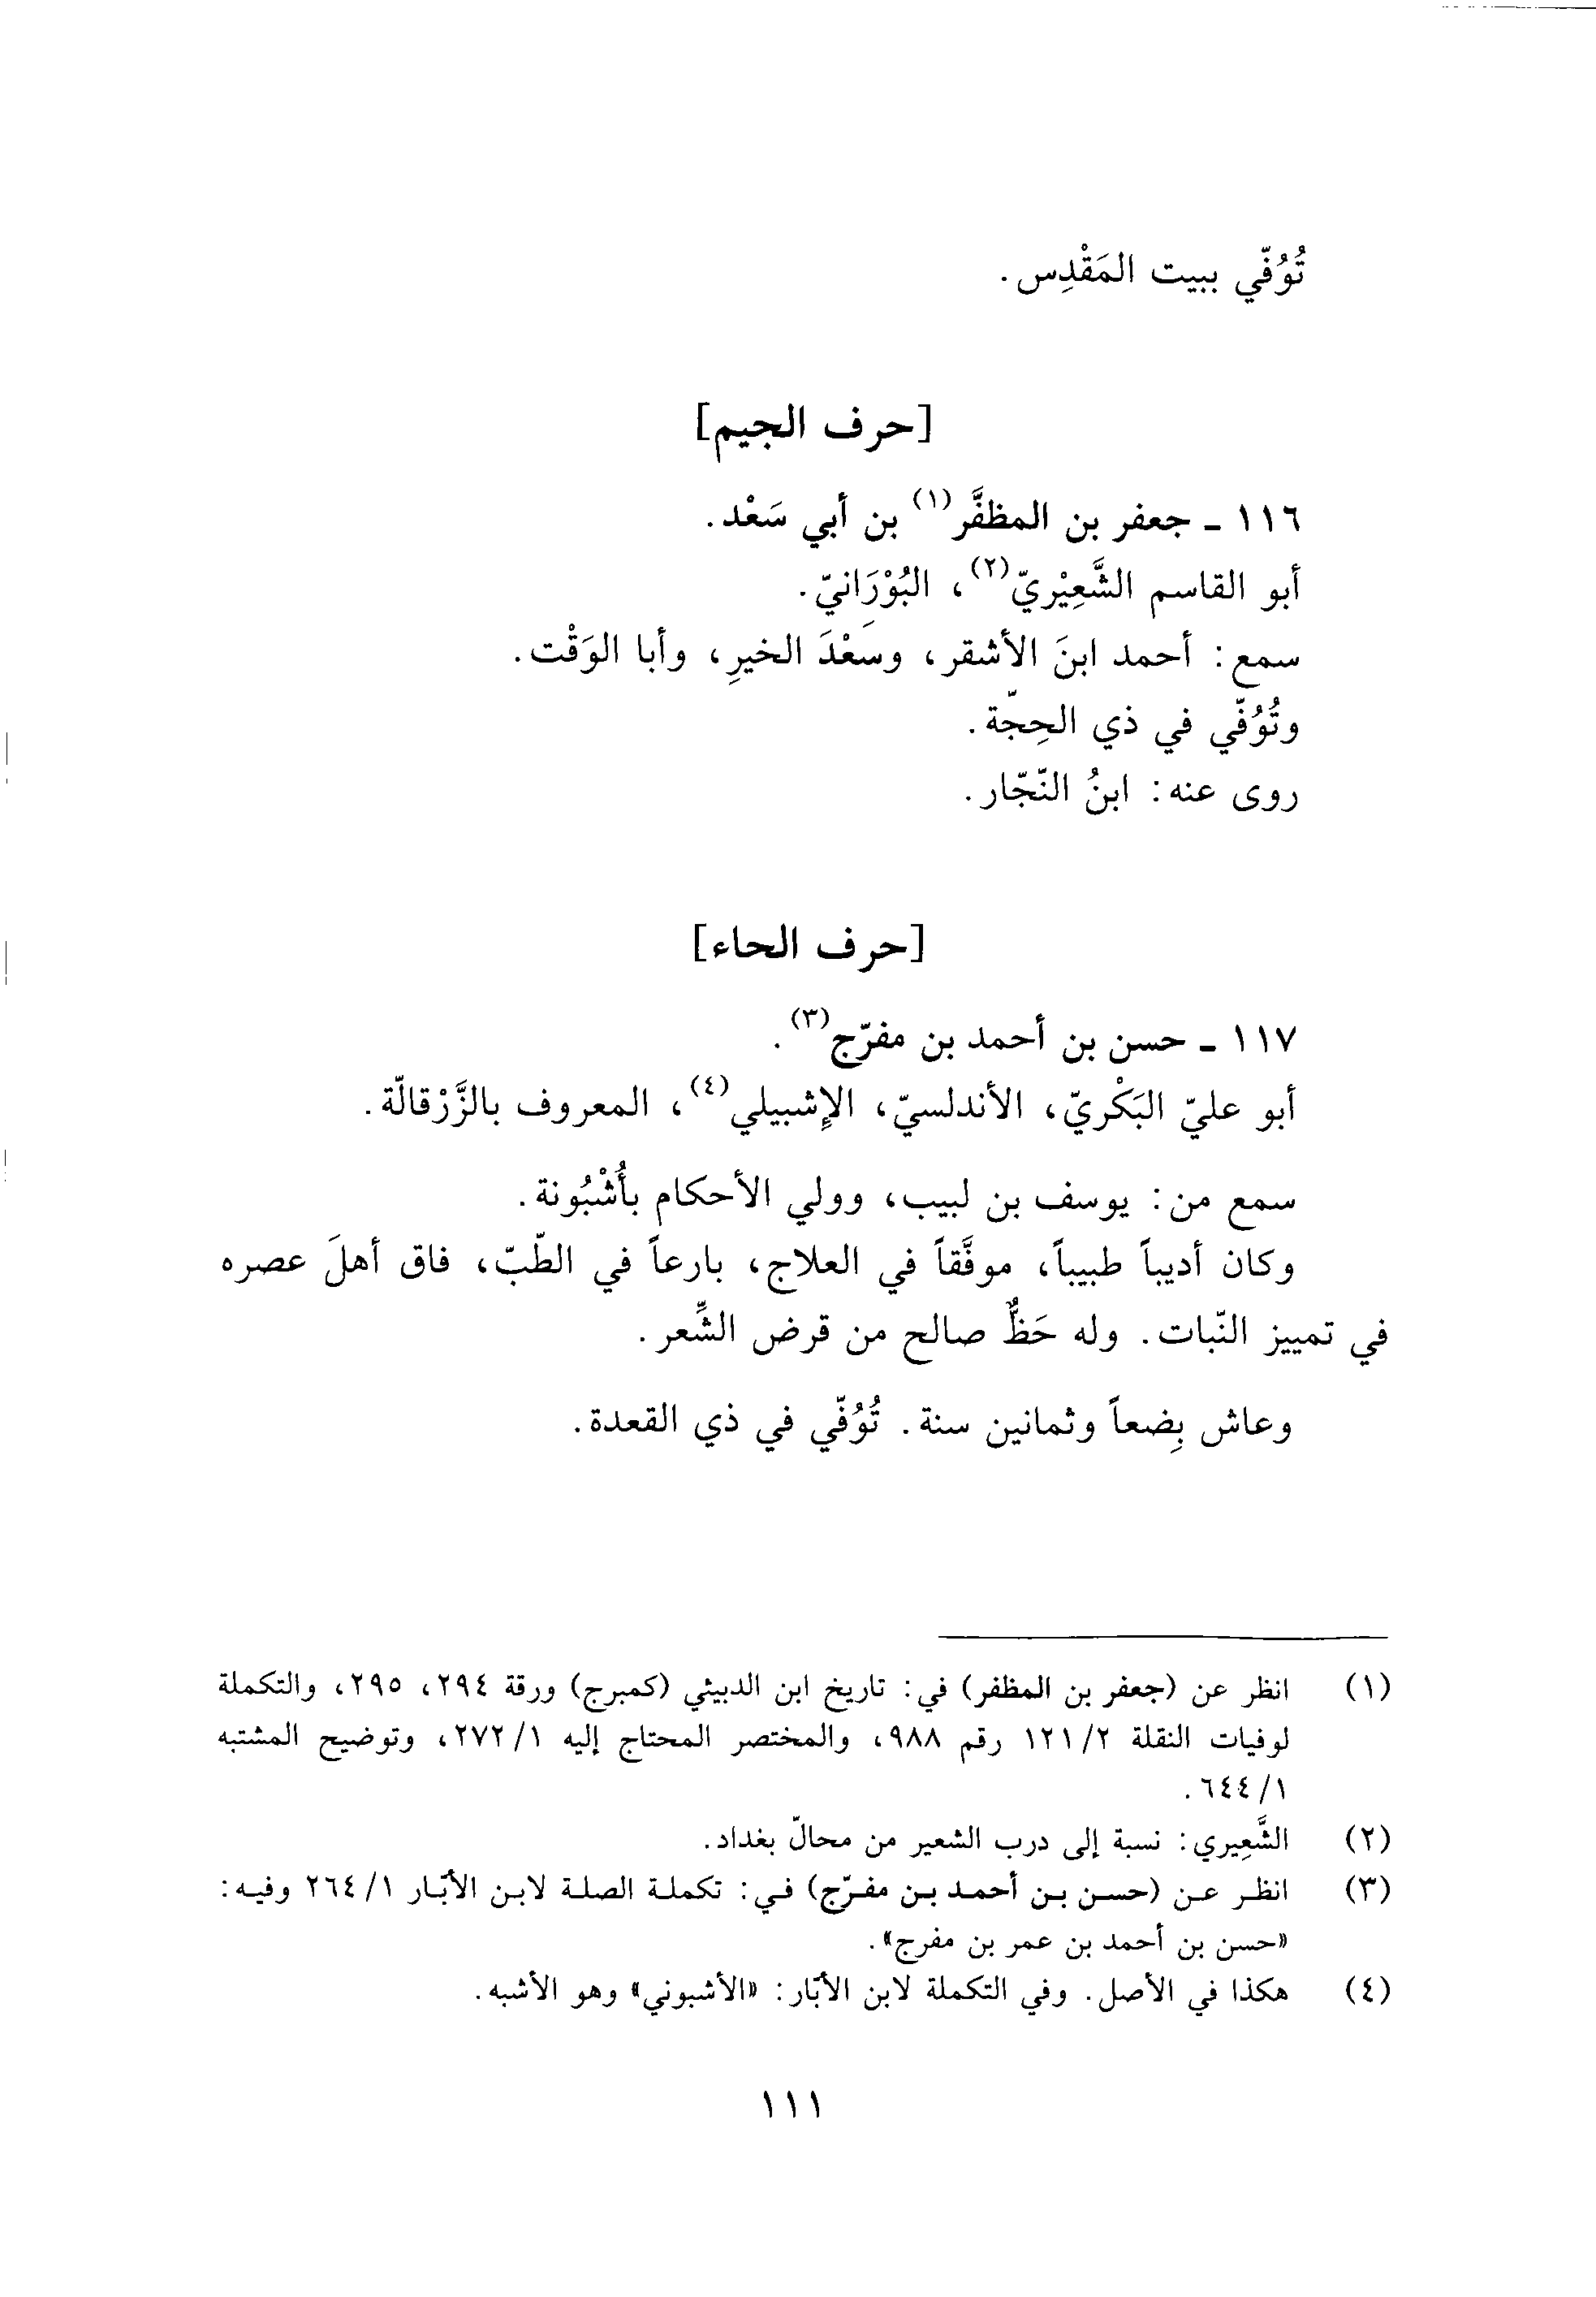 تُوُفّي ببيت المَقْدِس.
[حرف الجيم]
١١٦ ـ جعفر بن المظفَّر(١) بن أبي سَعْد.
أبو القاسم الشَّعِيْريّ(٢)، البُوْرَانيّ.
سمع: أحمد ابنَ الأشقر، وسَعْدَ الخيرِ، وأبا الوَقْت.
وتُوُفّي في ذي الحِجّة.
روى عنه: ابنُ النّجّار.
[حرف الحاء]
١١٧ ـ حسن بن أحمد بن مفرّج(٣).
أبو عليّ البَكْريّ، الأندلسيّ، الإشبيلي(٤)، المعروف بالزَّرْقالّة.
سمع من: يوسف بن لبيب، وولي الأحكام بأُشْبُونة.
وكان أديباً طبيباً، موفَّقاً في العلاج، بارعاً في الطّبّ، فاق أهلَ عصره
في تمييز النّبات. وله حَظٌّ صالح من قرض الشِّعر.
وعاش بِضعاً وثمانين سنة. تُوُفّي في ذي القعدة.
(١) انظر عن (جعفر بن المظفر) في: تاريخ ابن الدبيثي (كمبرج) ورقة ٢٩٤، ٢٩٥، والتكملة
لوفيات النقلة ٢/ ١٢١ رقم ٩٨٨، والمختصر المحتاج إليه ١/ ٢٧٢، وتوضيح المشتبه
١/ ٦٤٤.
(٢) الشَّعِيري: نسبة إلى درب الشعير من محالّ بغداد.
(٣) انظر عن (حسن بن أحمد بن مفرّج) في: تكملة الصلة لابن الأبّار ١/ ٢٦٤ وفيه:
«حسن بن أحمد بن عمر بن مفرج».
(٤) هكذا في الأصل. وفي التكملة لابن الأبّار: «الأشبوني» وهو الأشبه.
١١١